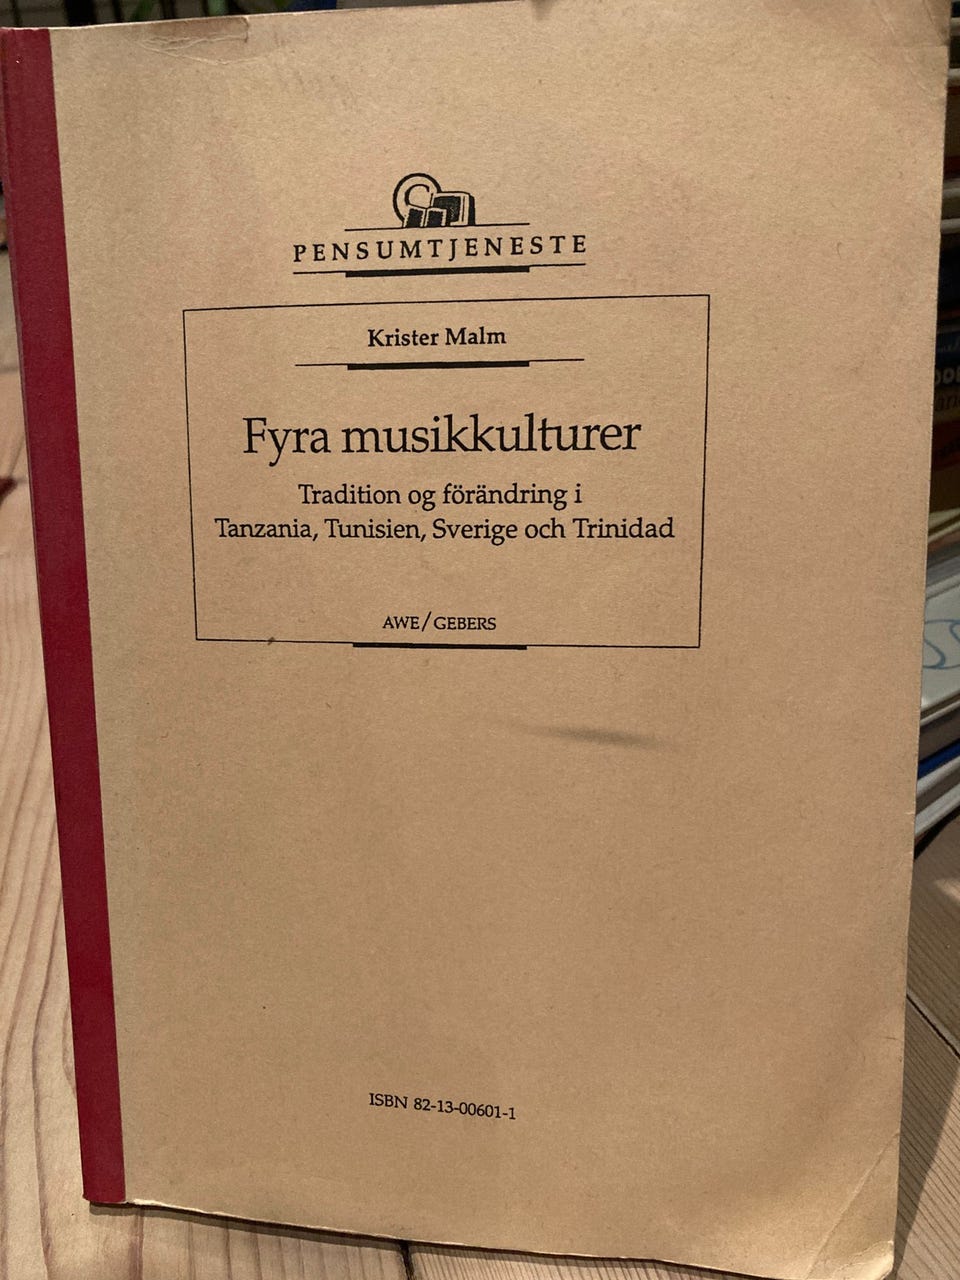 PENSUMTJENESTE
Krister Malm
Fyra musikkulturer
Tradition og förändring i
Tanzania, Tunisien, Sverige och Trinidad
AWE/GEBERS
ISBN 82-13-00601-1